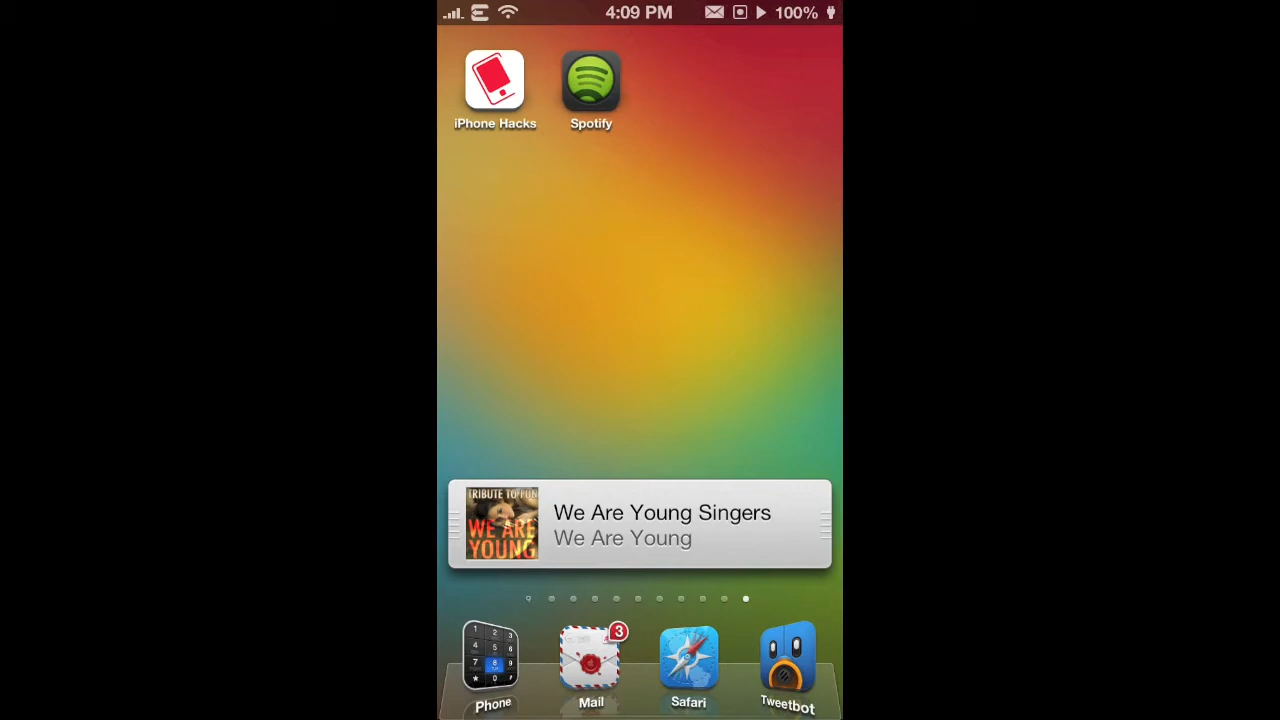 4:09 PM 100%
iPhone Hacks Spotify
TRIBUTE TO FUN
WE ARE
YOUNG
We Are Young Singers
We Are Young
3
Phone Mail Safari Tweetbot